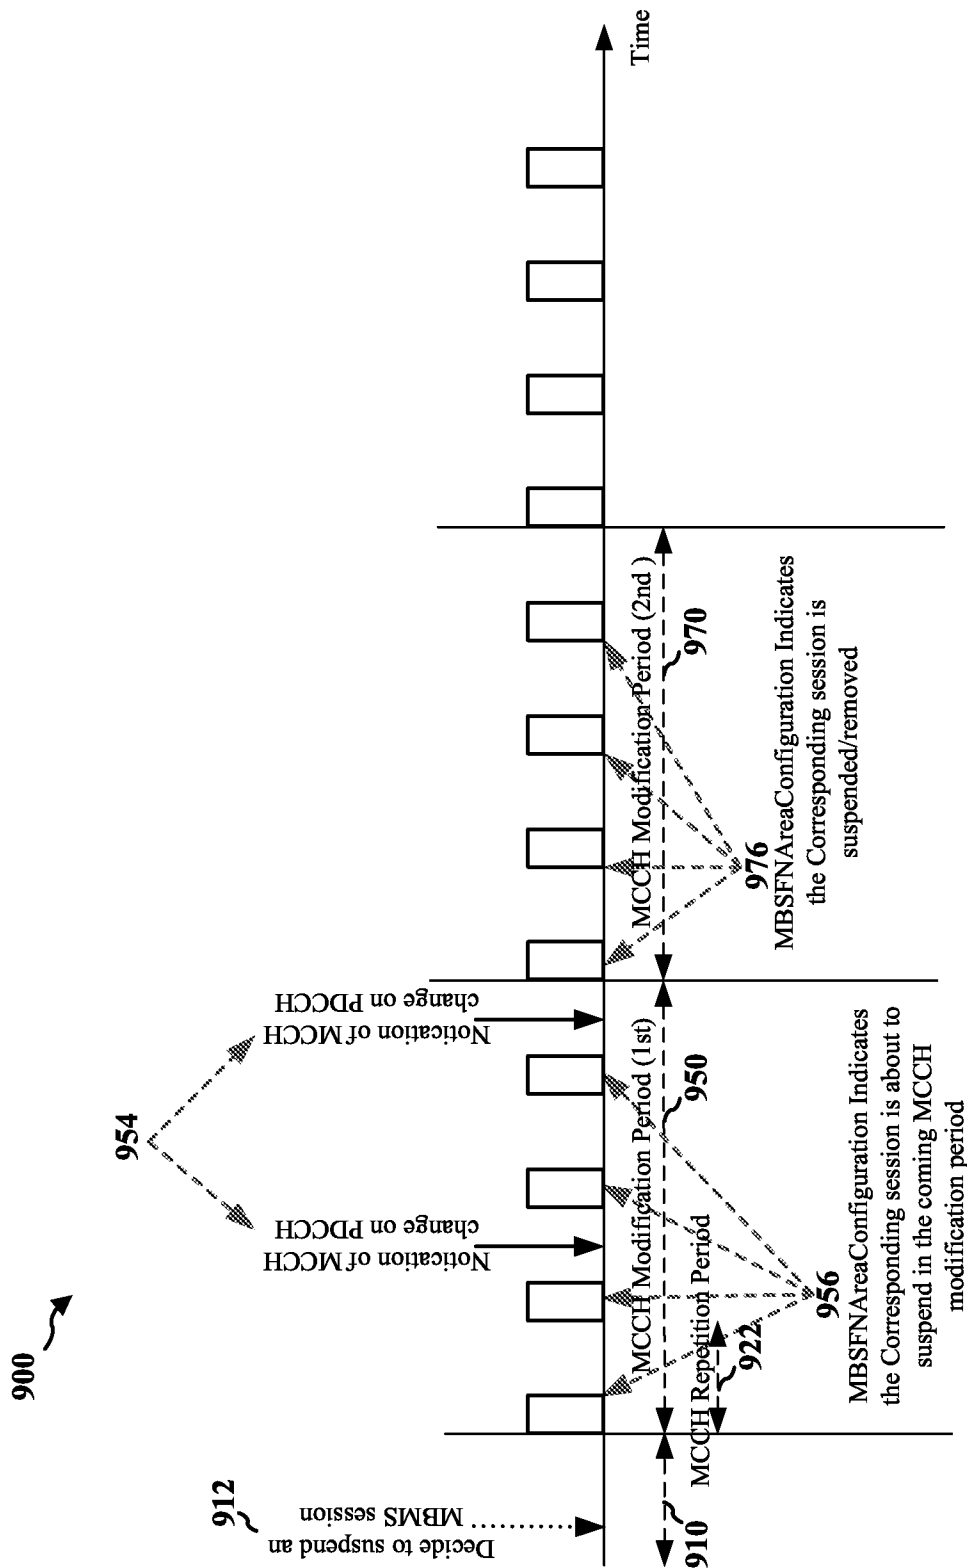 900
954
912
Decide to suspend an
MBMS session
Notication of MCCH
change on PDCCH
Notication of MCCH
change on PDCCH
Time
MCCH Modification Period (1st)
950
MCCH Modification Period (2nd )
970
910
MCCH Repetition Period
922
956
MBSFNAreaConfiguration Indicates
the Corresponding session is about to
suspend in the coming MCCH
modification period
976
MBSFNAreaConfiguration Indicates
the Corresponding session is
suspended/removed